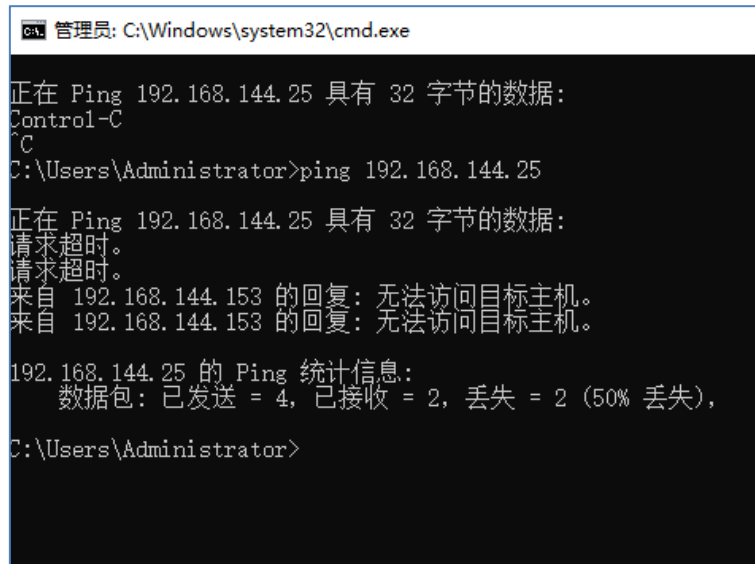 管理员: C:\Windows\system32\cmd.exe
正在 Ping 192.168.144.25 具有 32 字节的数据:
Control-C
^C
C:\Users\Administrator>ping 192.168.144.25
正在 Ping 192.168.144.25 具有 32 字节的数据:
请求超时。
请求超时。
来自 192.168.144.153 的回复: 无法访问目标主机。
来自 192.168.144.153 的回复: 无法访问目标主机。
192.168.144.25 的 Ping 统计信息:
数据包: 已发送 = 4, 已接收 = 2, 丢失 = 2 (50% 丢失),
C:\Users\Administrator>